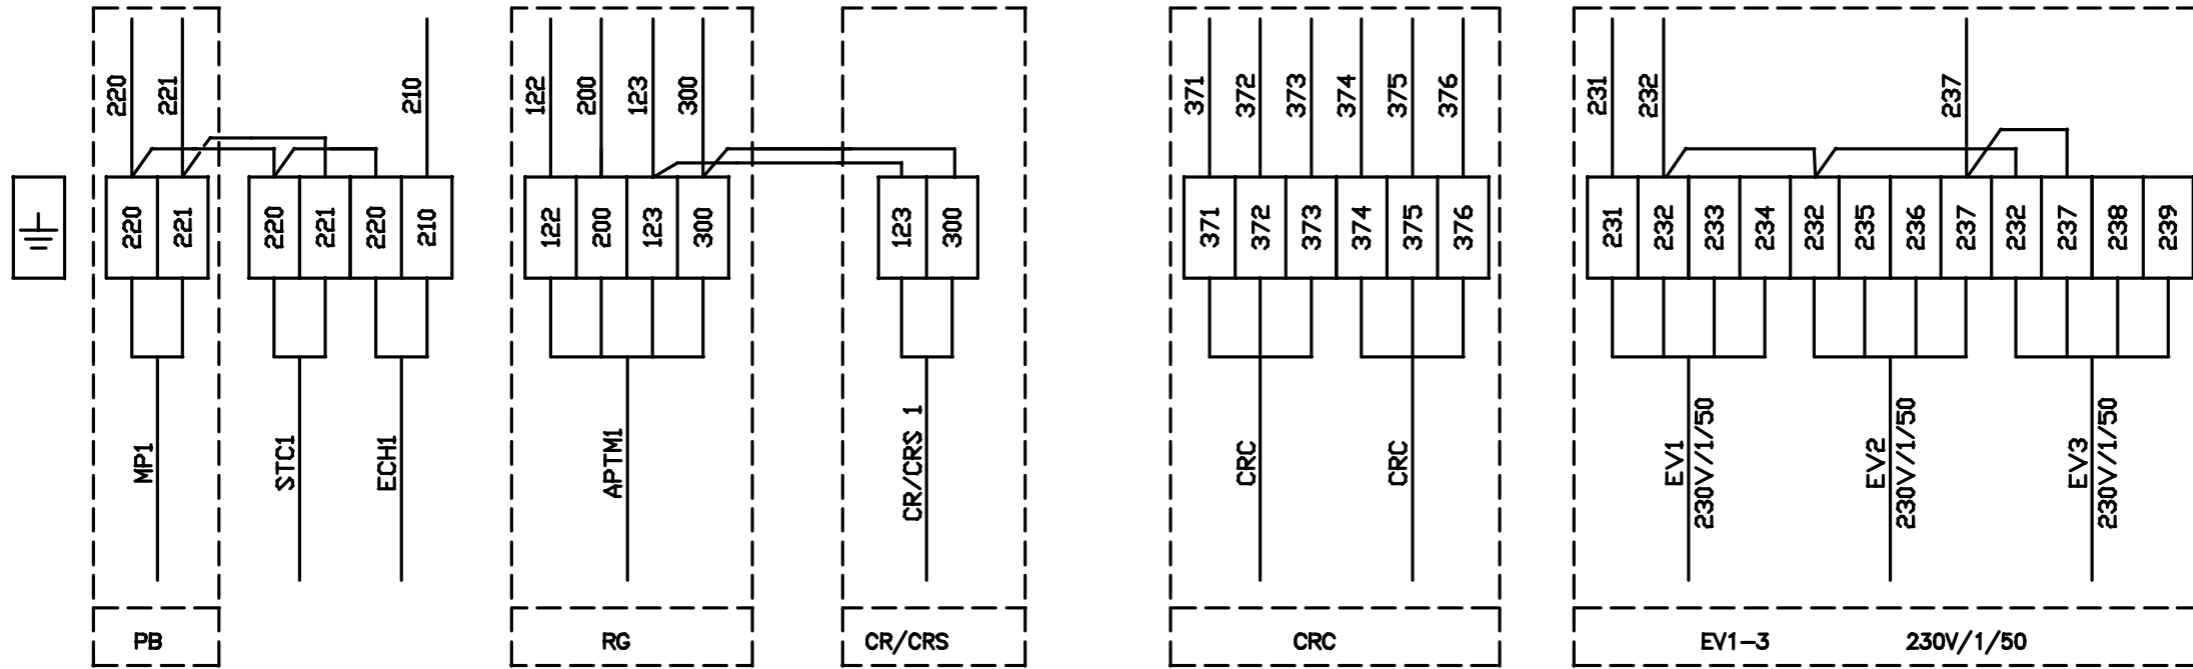 220
221
210
122
200
123
300
371
372
373
374
375
376
231
232
237
220
221
220
221
220
210
122
200
123
300
123
300
371
372
373
374
375
376
231
232
233
234
232
235
236
237
232
237
238
239
MP1
STC1
ECH1
APTM1
CR/CRS 1
CRC
CRC
EV1
230V/1/50
EV2
230V/1/50
EV3
230V/1/50
PB
RG
CR/CRS
CRC
EV1-3 230V/1/50